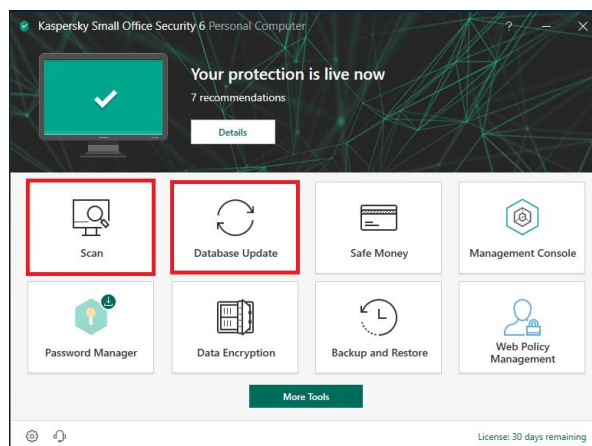 Kaspersky Small Office Security 6 Personal Computer
?
Your protection is live now
7 recommendations
Details
Scan
Database Update
Safe Money
Management Console
Password Manager
Data Encryption
Backup and Restore
Web Policy
Management
More Tools
License: 30 days remaining